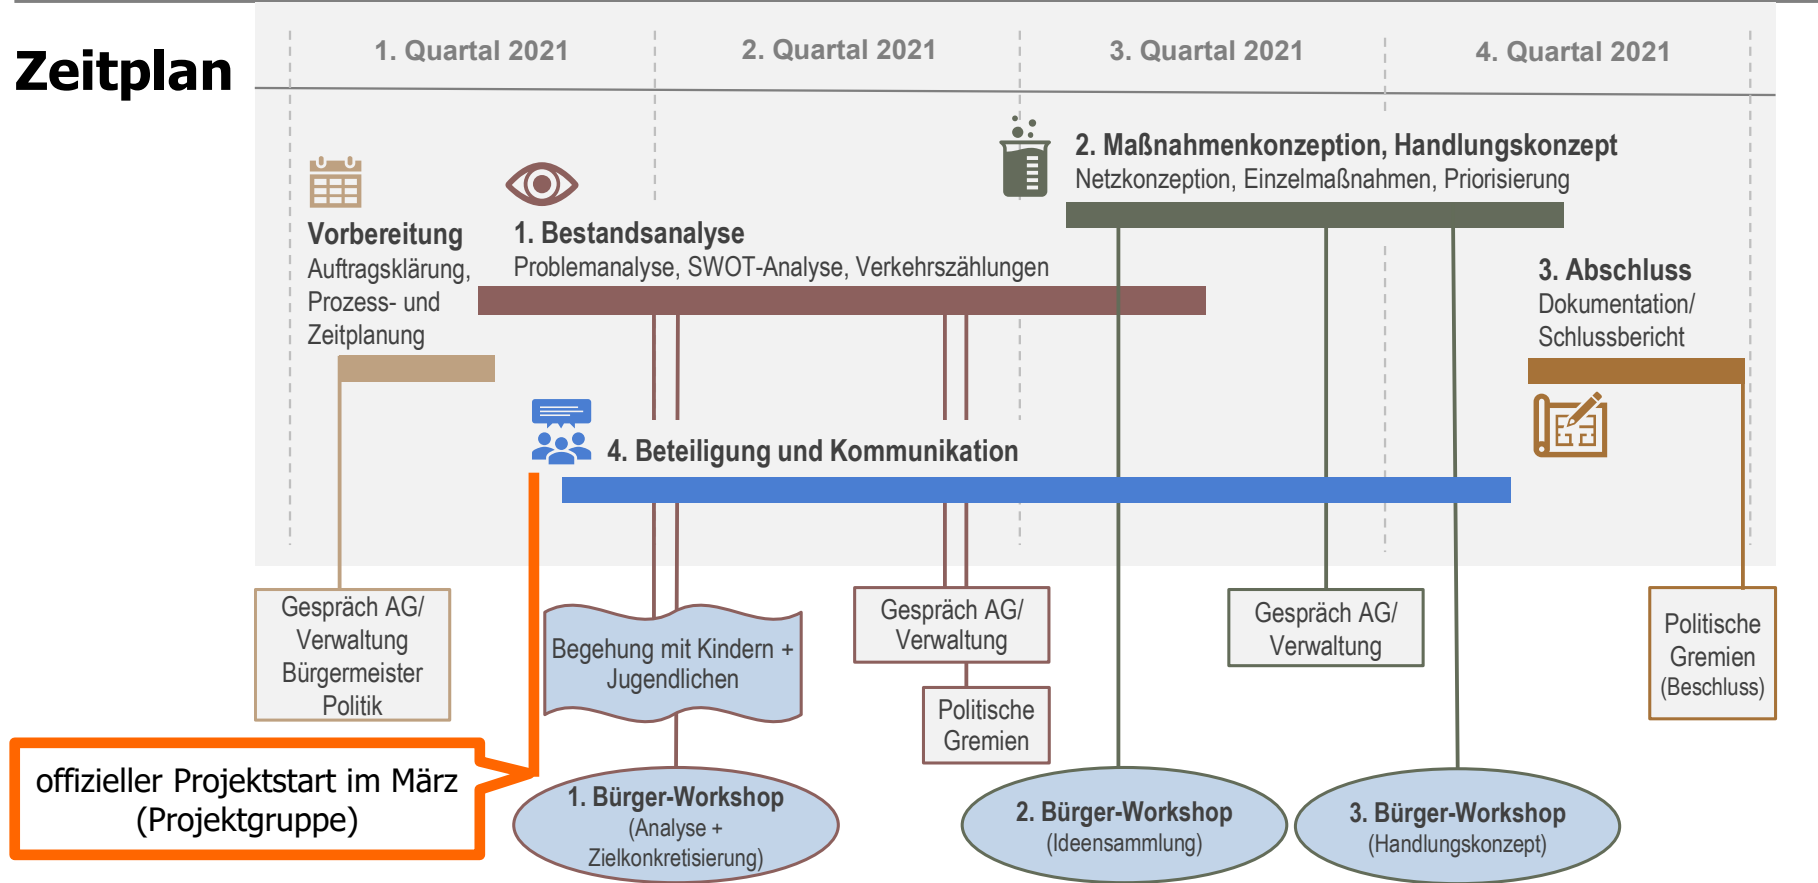 Zeitplan
1. Quartal 2021
2. Quartal 2021
3. Quartal 2021
4. Quartal 2021
Vorbereitung
Auftragsklärung,
Prozess- und
Zeitplanung
1. Bestandsanalyse
Problemanalyse, SWOT-Analyse, Verkehrszählungen
2. Maßnahmenkonzeption, Handlungskonzept
Netzkonzeption, Einzelmaßnahmen, Priorisierung
3. Abschluss
Dokumentation/
Schlussbericht
4. Beteiligung und Kommunikation
Gespräch AG/
Verwaltung
Bürgermeister
Politik
Begehung mit Kindern +
Jugendlichen
Gespräch AG/
Verwaltung
Politische
Gremien
Gespräch AG/
Verwaltung
Politische
Gremien
(Beschluss)
offizieller Projektstart im März
(Projektgruppe)
1. Bürger-Workshop
(Analyse +
Zielkonkretisierung)
2. Bürger-Workshop
(Ideensammlung)
3. Bürger-Workshop
(Handlungskonzept)